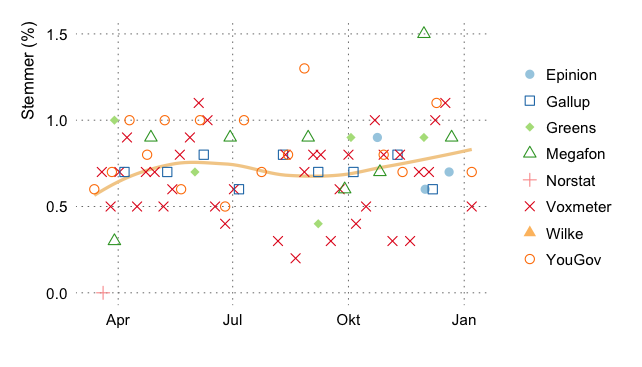 Stemmer (%)
1.5
1.0
0.5
0.0
Apr Jul Okt Jan
Epinion
Gallup
Greens
Megafon
Norstat
Voxmeter
Wilke
YouGov